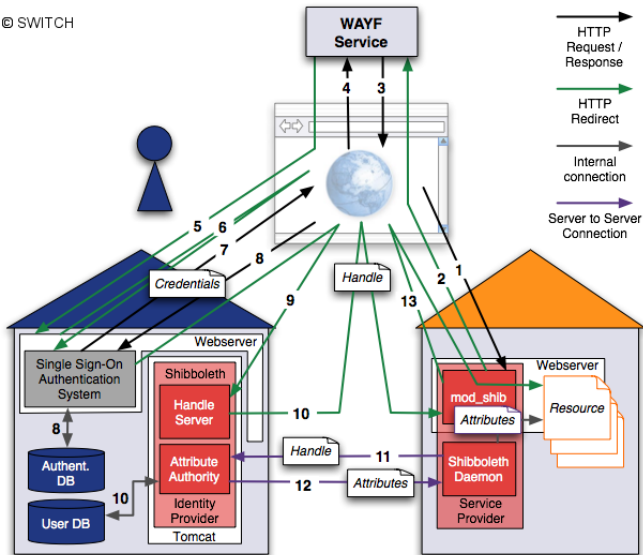 © SWITCH
WAYF
Service
HTTP
Request /
Response
HTTP
Redirect
Internal
connection
Server to Server
Connection
4
3
5
6
7
8
Credentials
9
Handle
13
2
1
Webserver
Single Sign-On
Authentication
System
8
Authent.
DB
10
User DB
Shibboleth
Handle
Server
Attribute
Authority
Identity
Provider
Tomcat
10
Handle
11
12
Attributes
Webserver
mod_shib
Attributes
Resource
Shibboleth
Daemon
Service
Provider